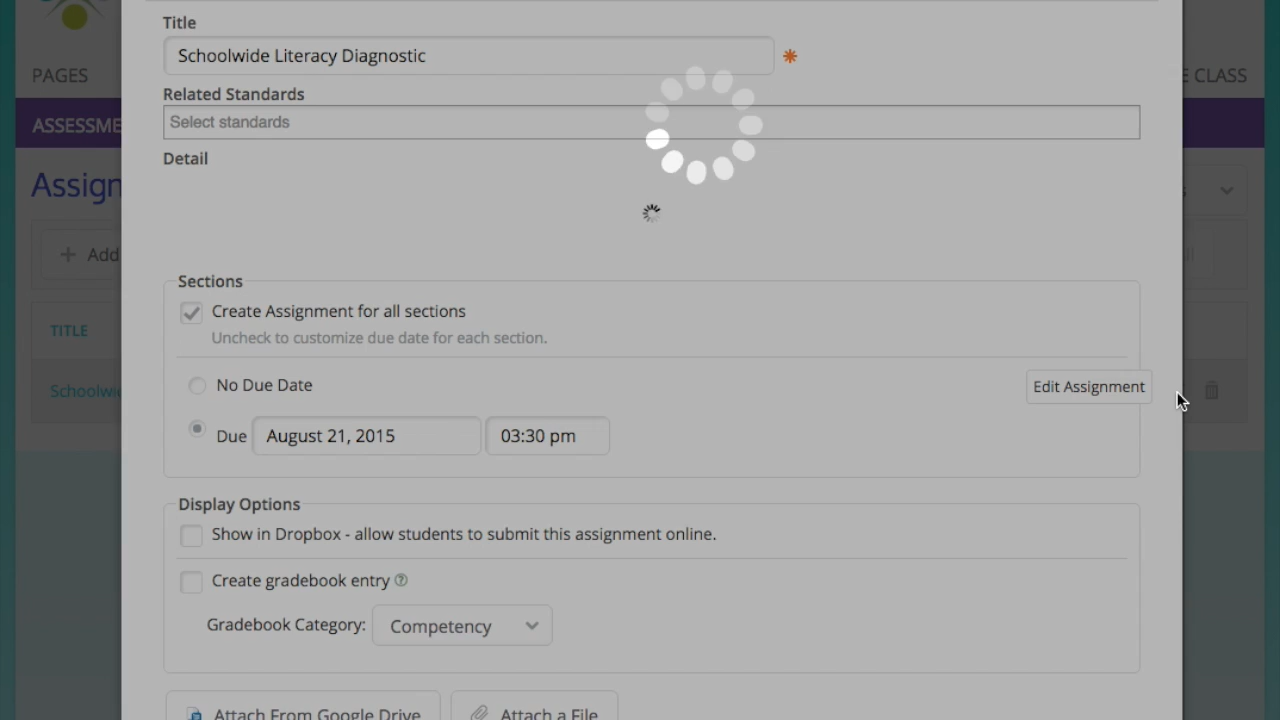 Title
Schoolwide Literacy Diagnostic
PAGES
E CLASS
Related Standards
ASSESSME
Select standards
Detail
Assign
Add
Sections
Create Assignment for all sections
TITLE
Uncheck to customize due date for each section.
No Due Date
Edit Assignment
Schoolwi
Due August 21, 2015 03:30 pm
Display Options
Show in Dropbox - allow students to submit this assignment online.
Create gradebook entry
Gradebook Category: Competency
Attach From Google Drive
Attach a File